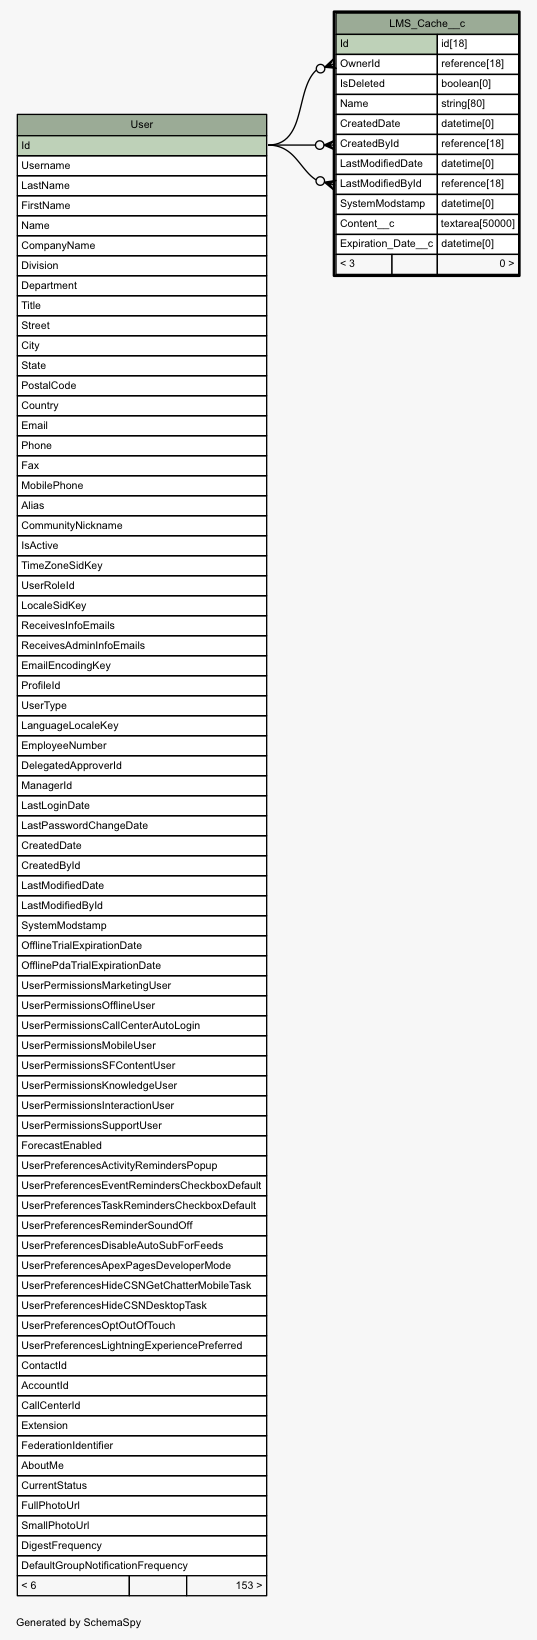 LMS_Cache__c
Id id[18]
OwnerId reference[18]
IsDeleted boolean[0]
Name string[80]
CreatedDate datetime[0]
CreatedById reference[18]
LastModifiedDate datetime[0]
LastModifiedById reference[18]
SystemModstamp datetime[0]
Content__c textarea[50000]
Expiration_Date__c datetime[0]
< 3 0 >
User
Id
Username
LastName
FirstName
Name
CompanyName
Division
Department
Title
Street
City
State
PostalCode
Country
Email
Phone
Fax
MobilePhone
Alias
CommunityNickname
IsActive
TimeZoneSidKey
UserRoleId
LocaleSidKey
ReceivesInfoEmails
ReceivesAdminInfoEmails
EmailEncodingKey
ProfileId
UserType
LanguageLocaleKey
EmployeeNumber
DelegatedApproverId
ManagerId
LastLoginDate
LastPasswordChangeDate
CreatedDate
CreatedById
LastModifiedDate
LastModifiedById
SystemModstamp
OfflineTrialExpirationDate
OfflinePdaTrialExpirationDate
UserPermissionsMarketingUser
UserPermissionsOfflineUser
UserPermissionsCallCenterAutoLogin
UserPermissionsMobileUser
UserPermissionsSFContentUser
UserPermissionsKnowledgeUser
UserPermissionsInteractionUser
UserPermissionsSupportUser
ForecastEnabled
UserPreferencesActivityRemindersPopup
UserPreferencesEventRemindersCheckboxDefault
UserPreferencesTaskRemindersCheckboxDefault
UserPreferencesReminderSoundOff
UserPreferencesDisableAutoSubForFeeds
UserPreferencesApexPagesDeveloperMode
UserPreferencesHideCSNGetChatterMobileTask
UserPreferencesHideCSNDesktopTask
UserPreferencesOptOutOfTouch
UserPreferencesLightningExperiencePreferred
ContactId
AccountId
CallCenterId
Extension
FederationIdentifier
AboutMe
CurrentStatus
FullPhotoUrl
SmallPhotoUrl
DigestFrequency
DefaultGroupNotificationFrequency
< 6 153 >
Generated by SchemaSpy